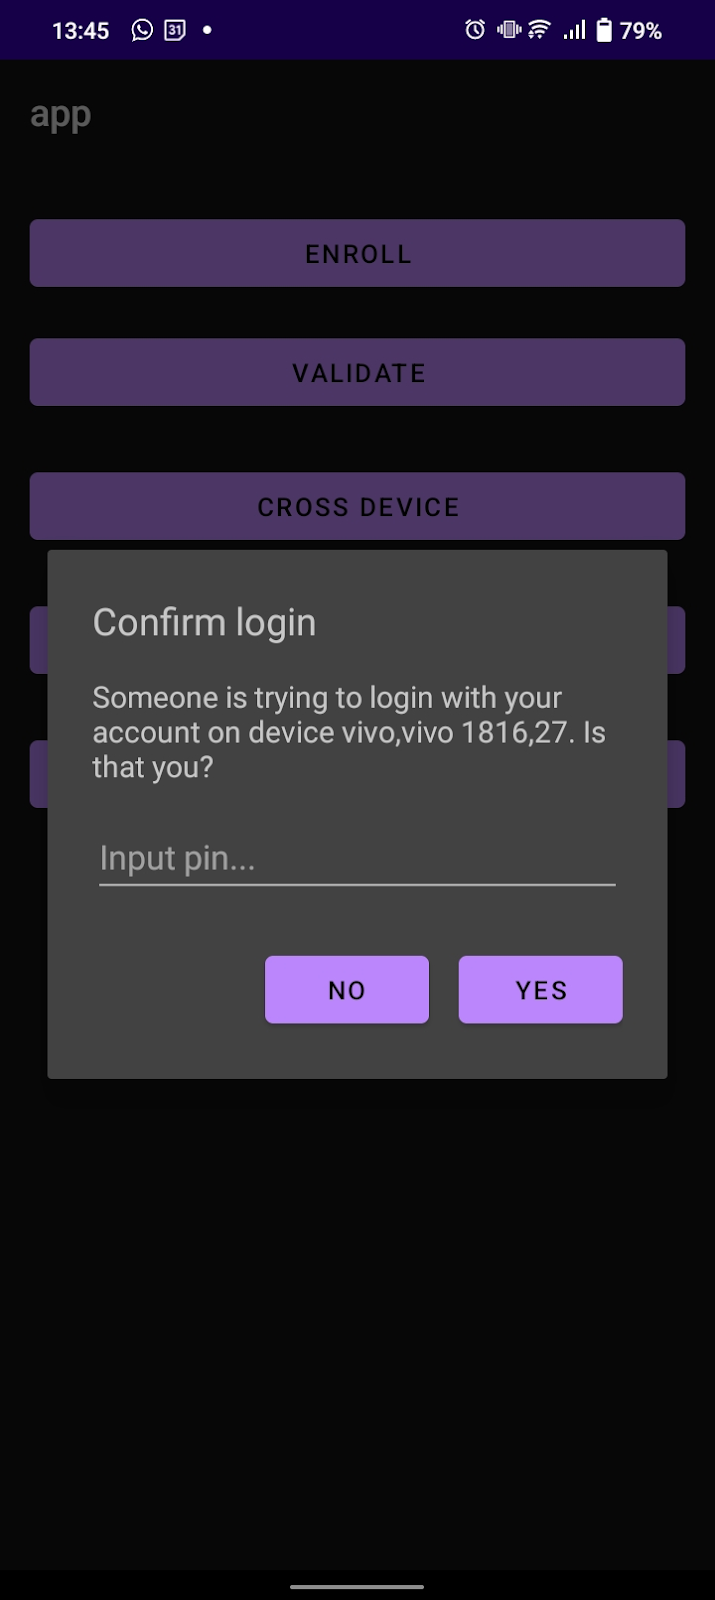 13:45 31 79%
app
ENROLL
VALIDATE
CROSS DEVICE
Confirm login
Someone is trying to login with your
account on device vivo,vivo 1816,27. Is
that you?
Input pin...
NO YES